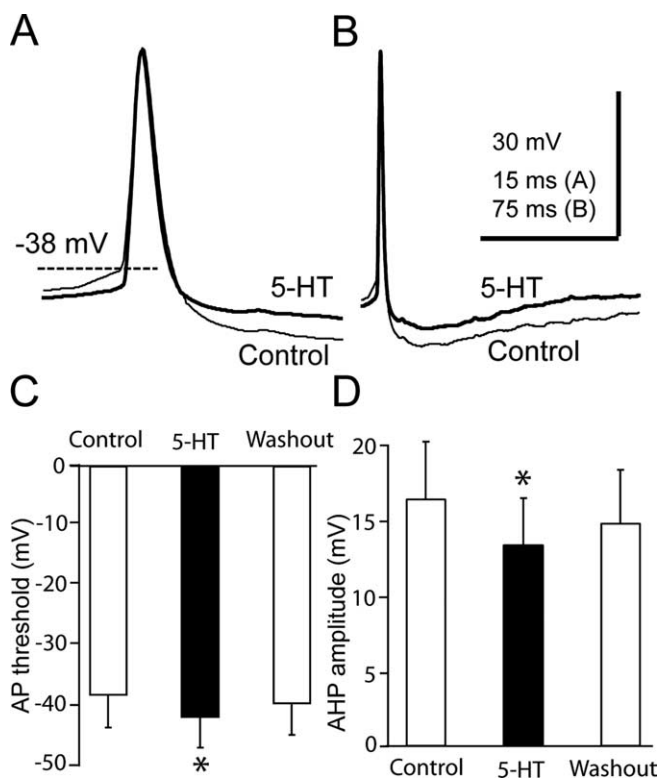 A
B
30 mV
15 ms (A)
75 ms (B)
-38 mV
5-HT
Control
5-HT
Control
C
Control 5-HT Washout
0
-10
-20
-30
-40
-50
AP threshold (mV)
*
D
20
15
10
5
0
AHP amplitude (mV)
*
Control 5-HT Washout